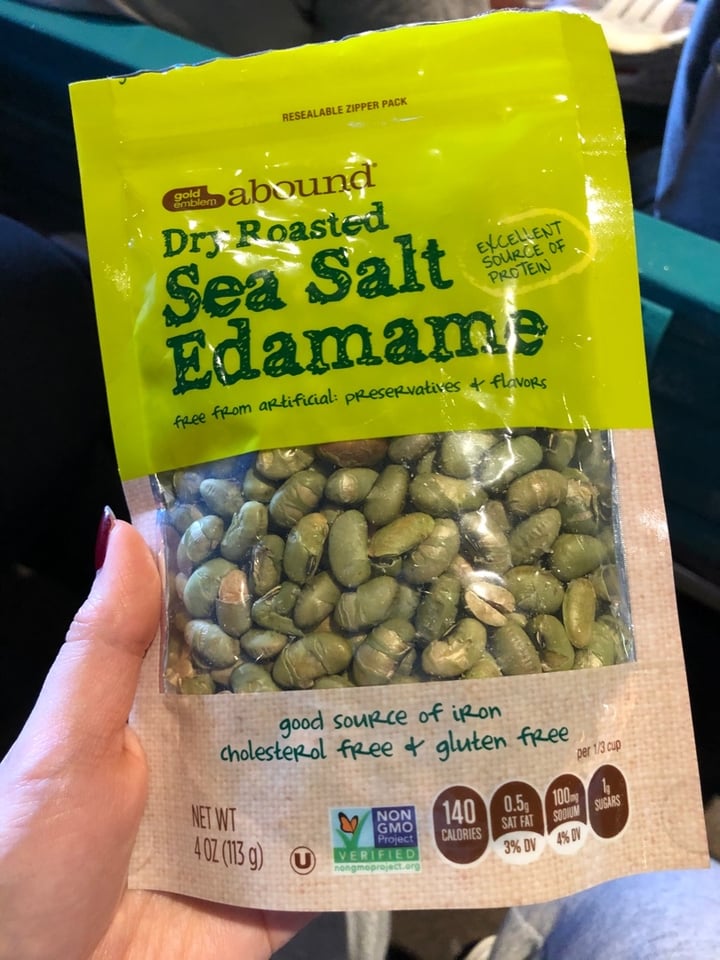 RESEALABLE ZIPPER PACK
gold
emblem
abound
Dry Roasted
Sea Salt
Edamame
EXCELLENT
SOURCE OF
PROTEIN
free from artificial: preservatives + flavors
good source of iron
cholesterol free + gluten free
per 1/3 cup
NET WT
4 OZ (113 g)
U
NON
GMO
Project
VERIFIED
nongmoproject.org
140
CALORIES
0.5g
SAT FAT
3% DV
100mg
SODIUM
4% DV
1g
SUGARS